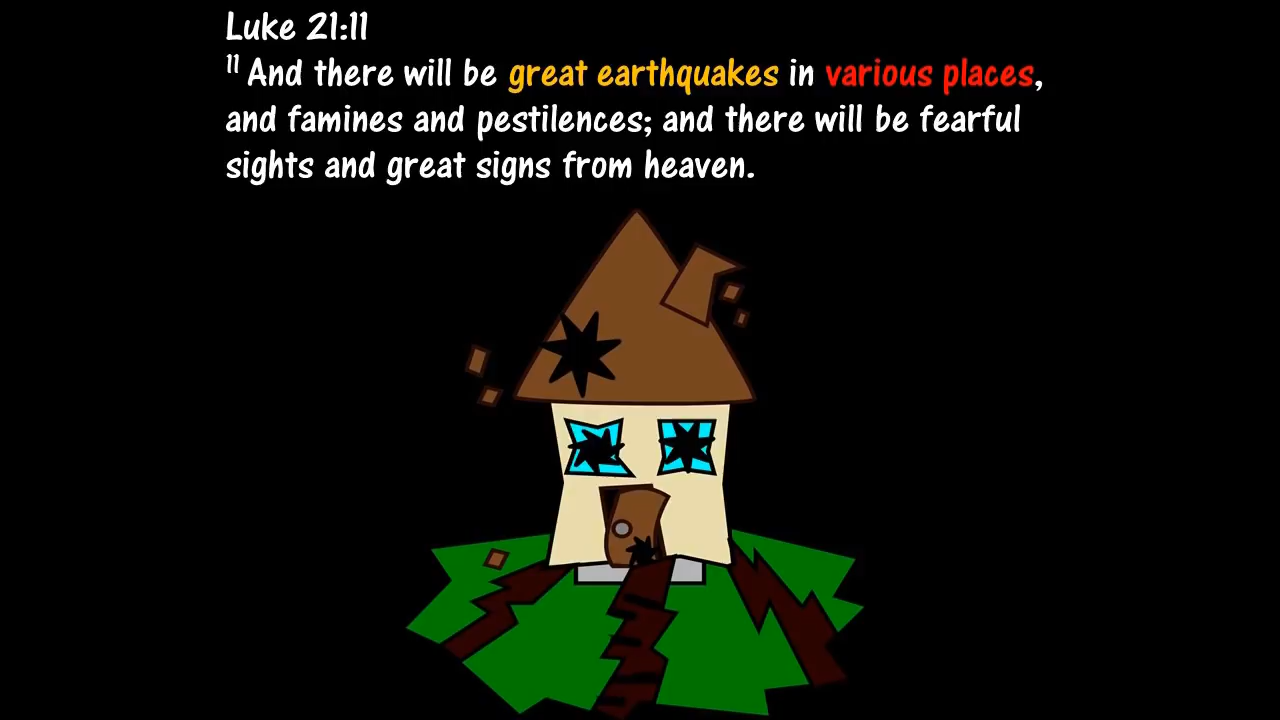 Luke 21:11
11 And there will be great earthquakes in various places,
and famines and pestilences; and there will be fearful
sights and great signs from heaven.